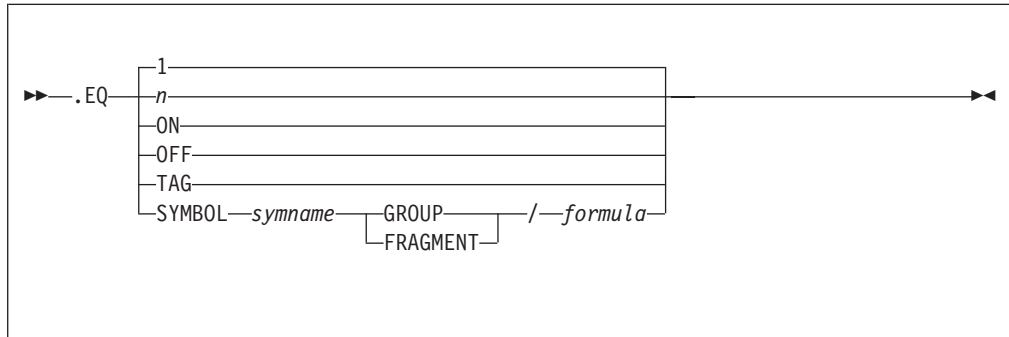 1
.EQ n
ON
OFF
TAG
SYMBOL symname GROUP / formula
FRAGMENT